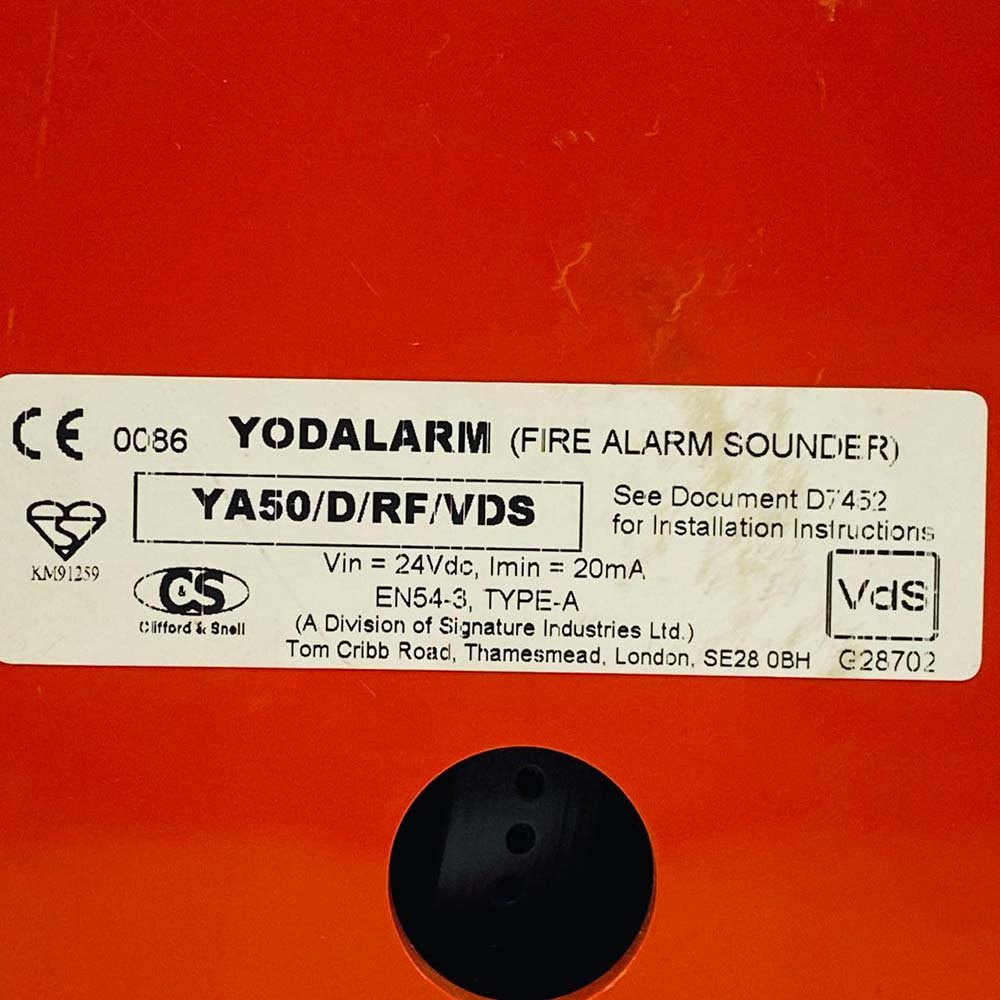 CE 0086 YODALARM (FIRE ALARM SOUNDER)
YA50/D/RF/VDS
See Document D7452
for Installation Instructions
KM91259
C&S
Clifford & Snell
Vin = 24Vdc, Imin = 20mA
EN54-3, TYPE-A
(A Division of Signature Industries Ltd.)
Tom Cribb Road, Thamesmead, London, SE28 0BH
VdS
G28702